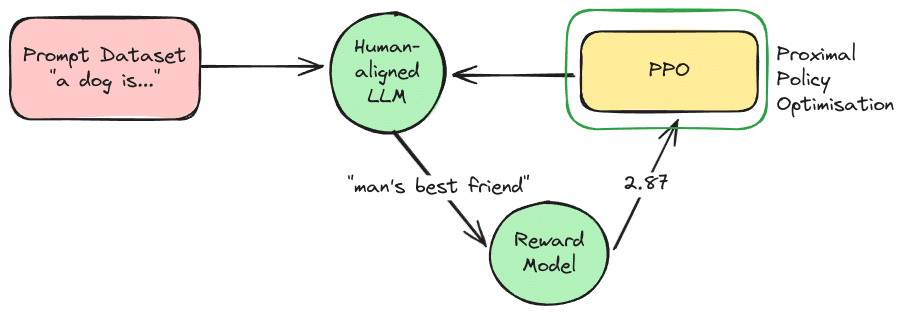 Prompt Dataset
"a dog is..."
Human-
aligned
LLM
PPO
Proximal
Policy
Optimisation
"man's best friend"
2.87
Reward
Model